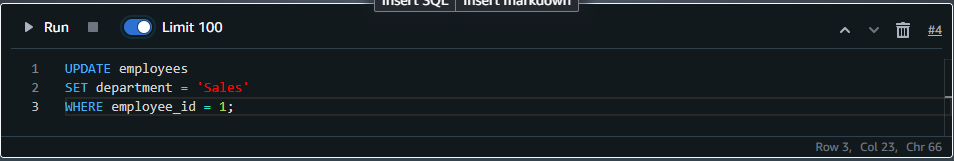 Insert SQL Insert markdown
Run Limit 100 #4
1 UPDATE employees
2 SET department = 'Sales'
3 WHERE employee_id = 1;
Row 3, Col 23, Chr 66